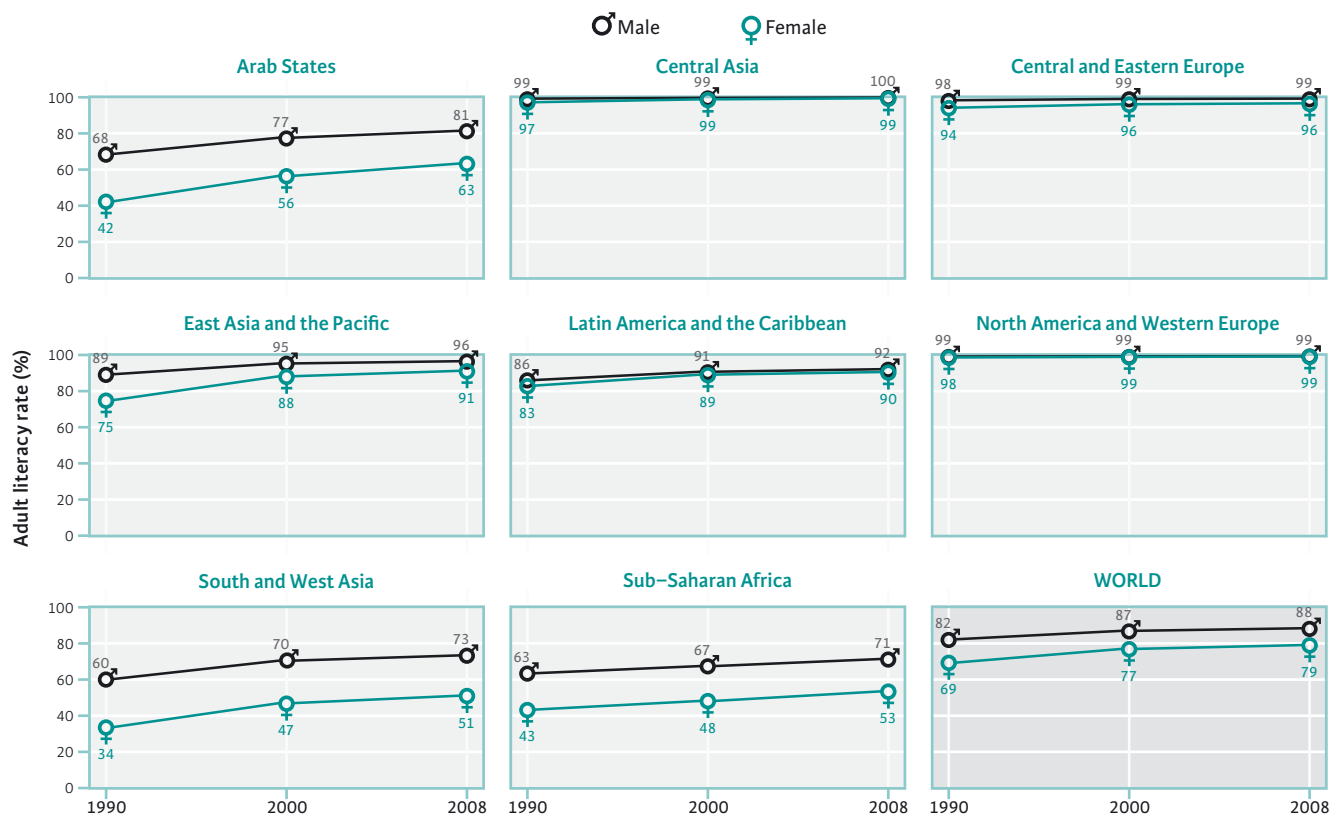 Male Female
Arab States Central Asia Central and Eastern Europe
99 99 100 98 99 99
100 68 77 81
80 97 99 99 94 96 96
60
40 42 56 63
20
0
East Asia and the Pacific Latin America and the Caribbean North America and Western Europe
89 95 96 86 91 92 99 99 99
100
80 75 88 91 83 89 90 98 99 99
60
40
20
0
Adult literacy rate (%)
South and West Asia Sub–Saharan Africa WORLD
100 60 70 73 63 67 71 82 87 88
80 34 47 51 43 48 53 69 77 79
60
40
20
0
1990 2000 2008 1990 2000 2008 1990 2000 2008